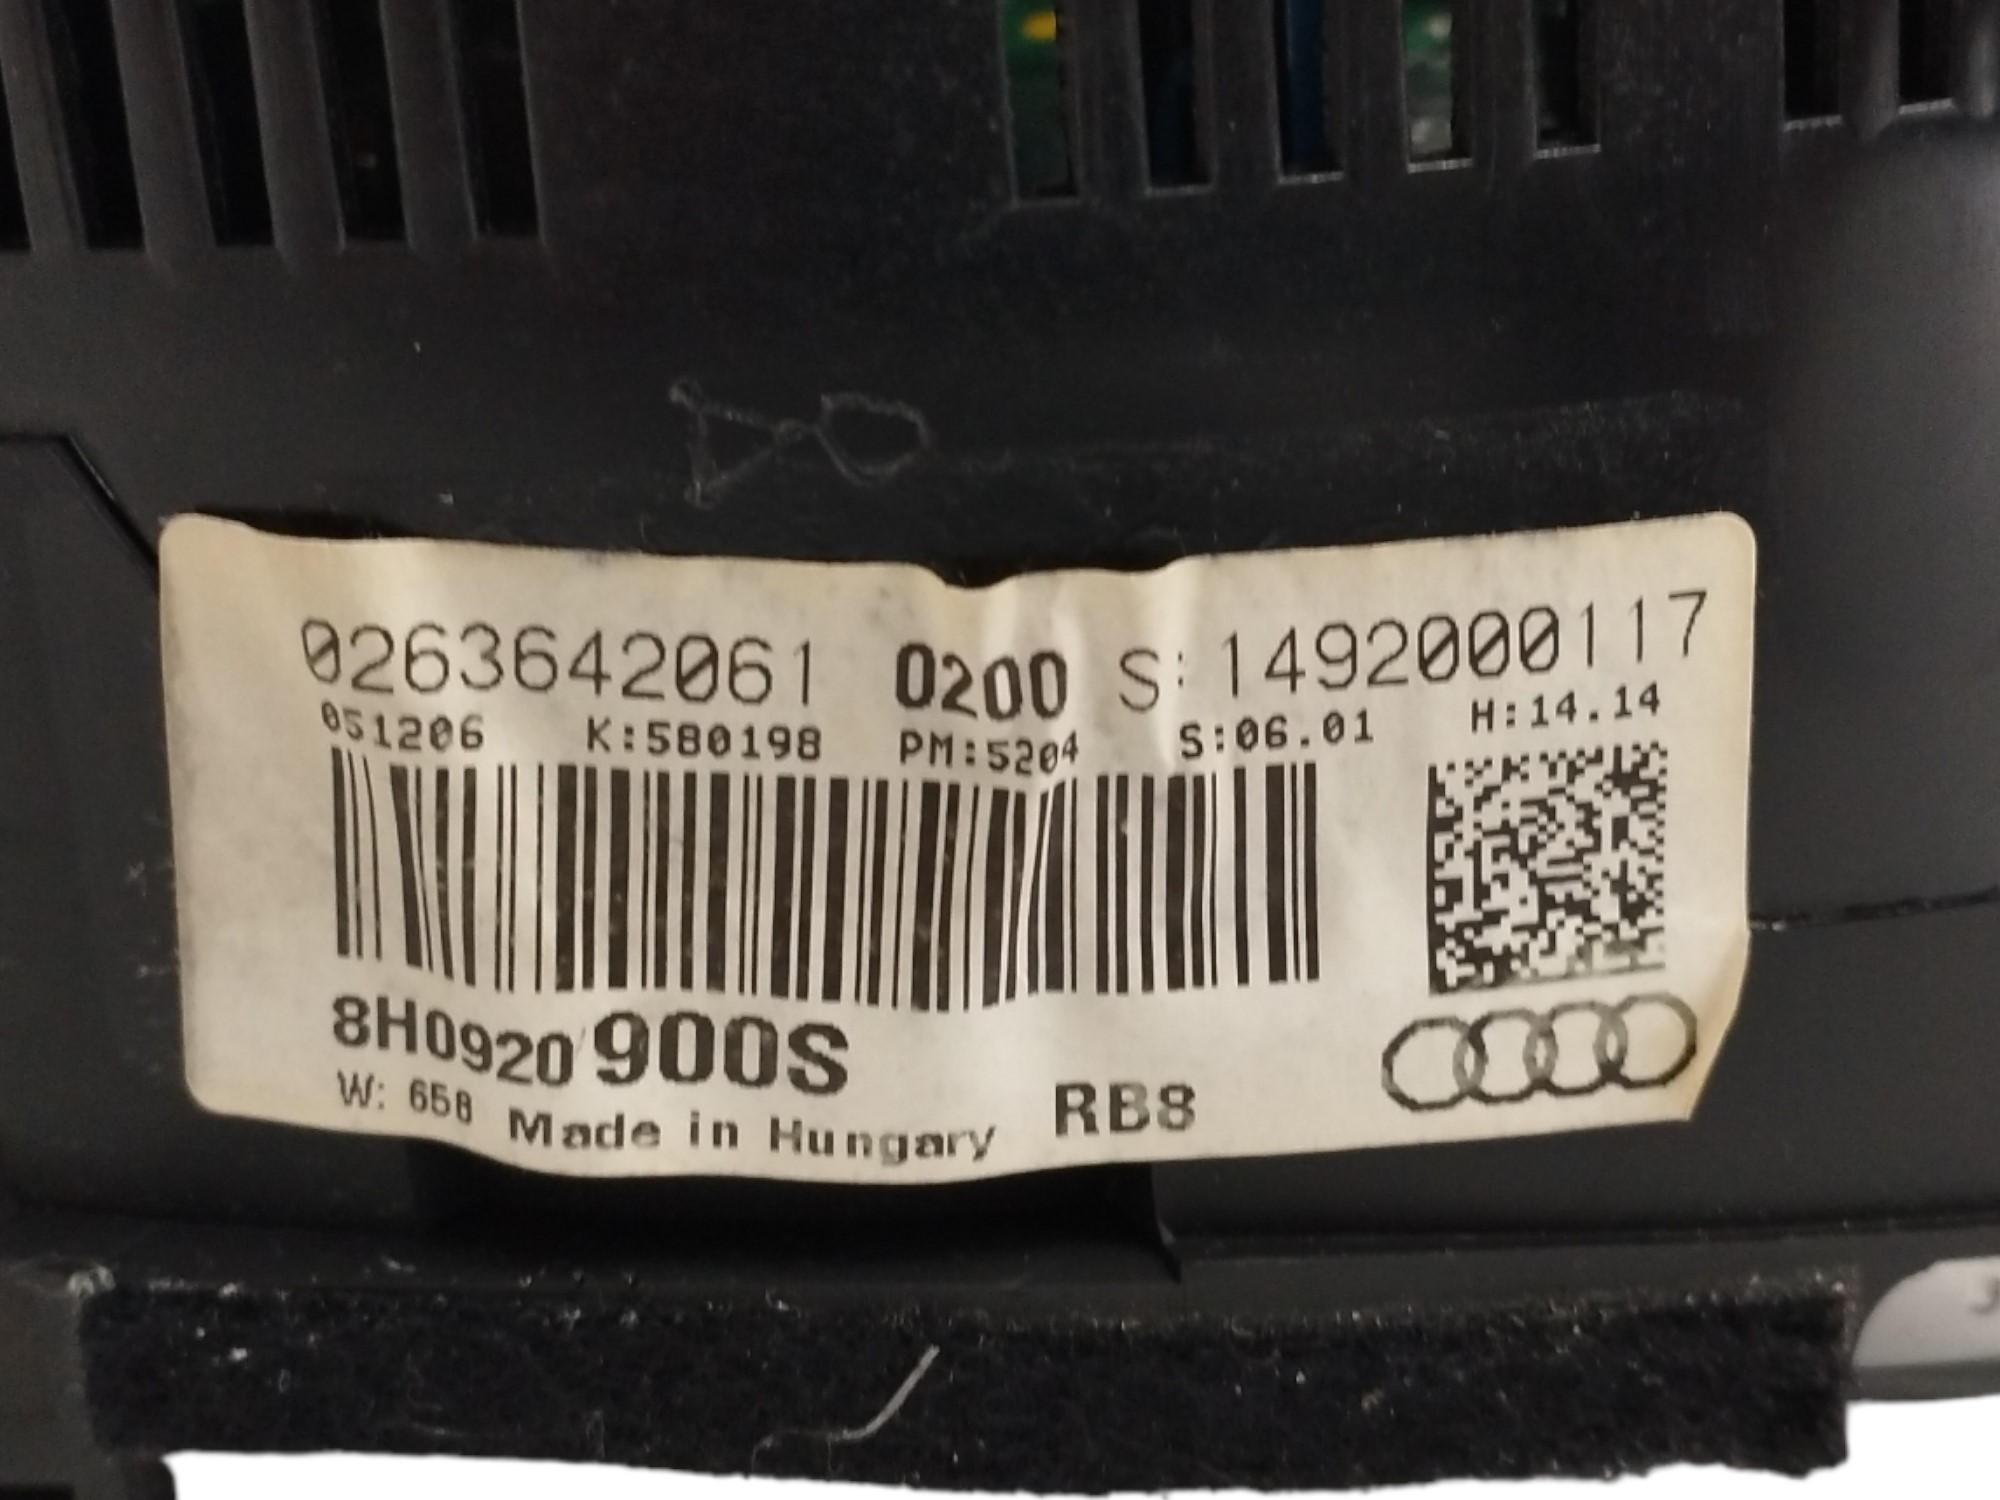 0263642061 0200 S:1492000117
051206 K:580198 PM:5204 S:06.01 H:14.14
8H0920 900S
W: 658 Made in Hungary RB8